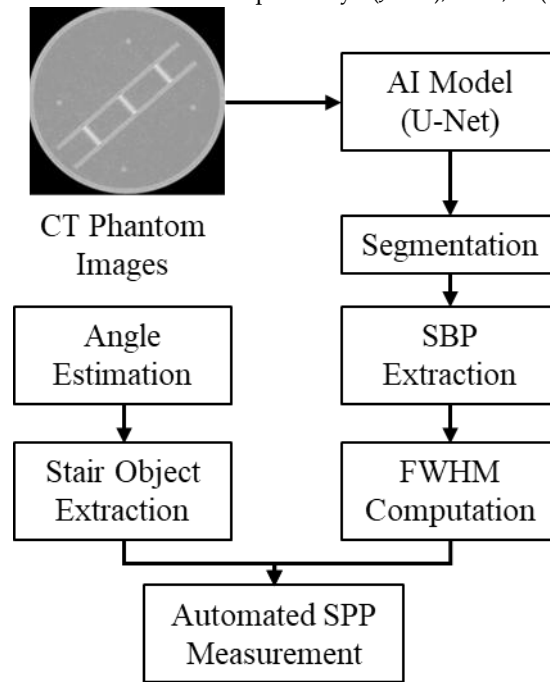 AI Model
(U-Net)
CT Phantom
Images
Segmentation
Angle
Estimation
SBP
Extraction
Stair Object
Extraction
FWHM
Computation
Automated SPP
Measurement